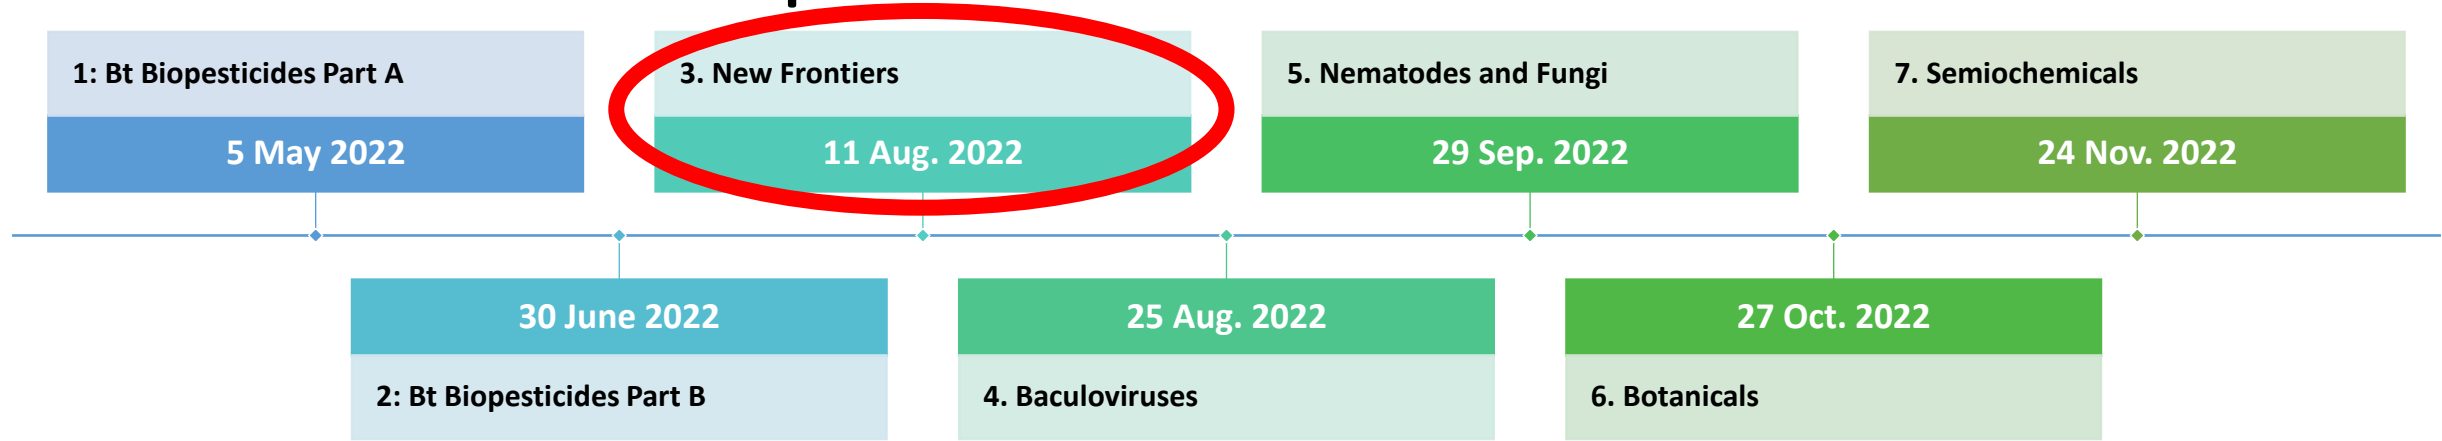 1: Bt Biopesticides Part A
5 May 2022
30 June 2022
2: Bt Biopesticides Part B
3. New Frontiers
11 Aug. 2022
25 Aug. 2022
4. Baculoviruses
5. Nematodes and Fungi
29 Sep. 2022
27 Oct. 2022
6. Botanicals
7. Semiochemicals
24 Nov. 2022